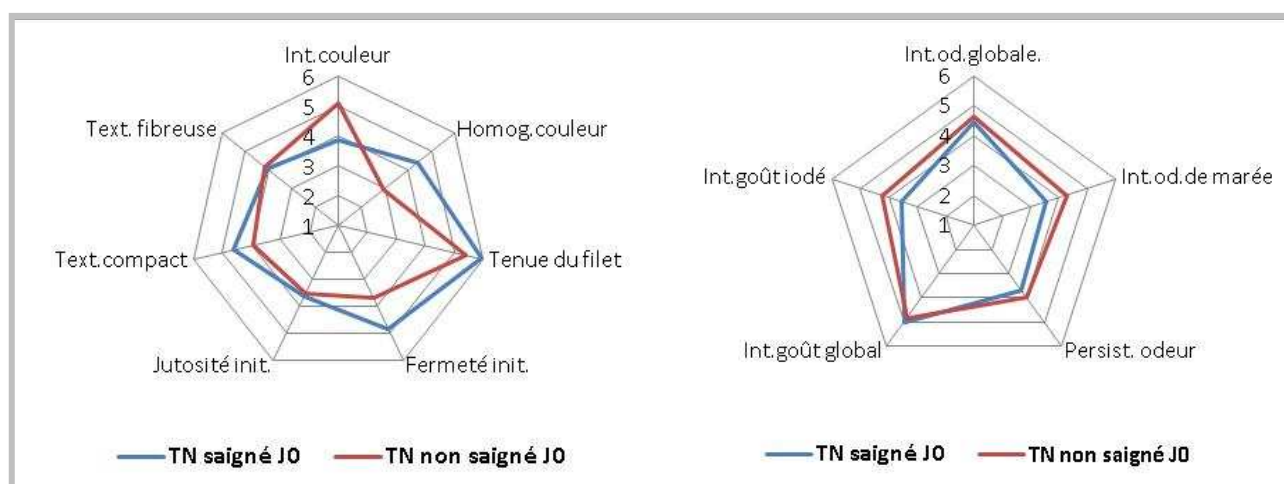 Int.couleur
6
5
4
3
2
1
Homog.couleur
Tenue du filet
Fermeté init.
Jutosité init.
Text.compact
Text. fibreuse
TN saigné J0
TN non saigné J0
Int.od.globale.
6
5
4
3
2
1
Int.od.de marée
Persist. odeur
Int.goût global
Int.goût iodé
TN saigné J0
TN non saigné J0